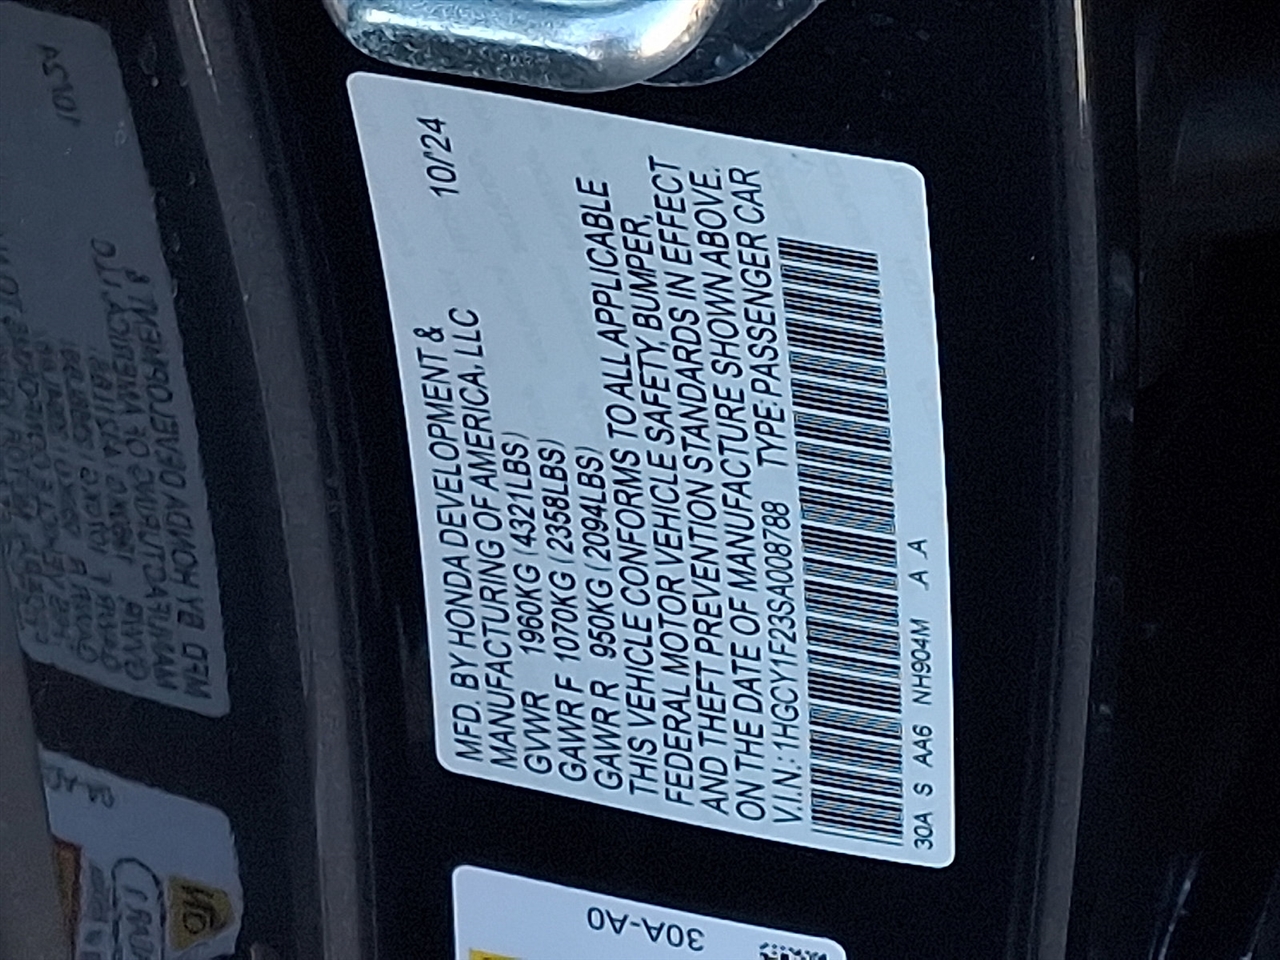 MFD. BY HONDA DEVELOPMENT & 10/24
MANUFACTURING OF AMERICA, LLC
GVWR 1960KG (4321LBS)
GAWR F 1070KG (2358LBS)
GAWR R 950KG (2094LBS)
THIS VEHICLE CONFORMS TO ALL APPLICABLE
FEDERAL MOTOR VEHICLE SAFETY, BUMPER,
AND THEFT PREVENTION STANDARDS IN EFFECT
ON THE DATE OF MANUFACTURE SHOWN ABOVE.
V.I.N.: 1HGCY1F23SA008788 TYPE: PASSENGER CAR
30A S AA6 NH904M A A
30A-A0